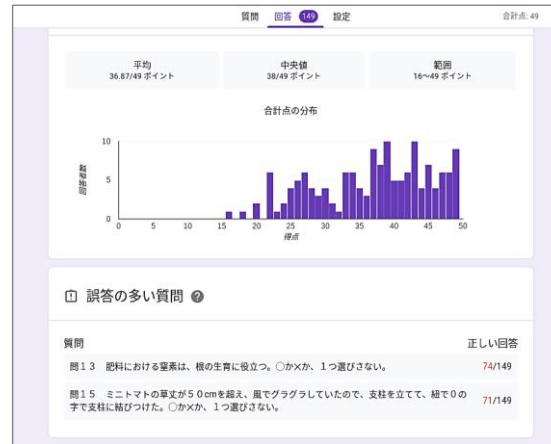 質問 回答 149 設定
合計点: 49
平均
36.87/49 ポイント
中央値
38/49 ポイント
範囲
16〜49 ポイント
合計点の分布
回答者数
10
5
0
0 5 10 15 20 25 30 35 40 45 50
得点
誤答の多い質問
質問 正しい回答
問13 肥料における窒素は、根の生育に役立つ。○か×か、1つ選びさない。 74/149
問15 ミニトマトの草丈が50cmを超え、風でグラグラしていたので、支柱を立てて、紐で0の
字で支柱に結びつけた。○か×か、1つ選びさない。 71/149